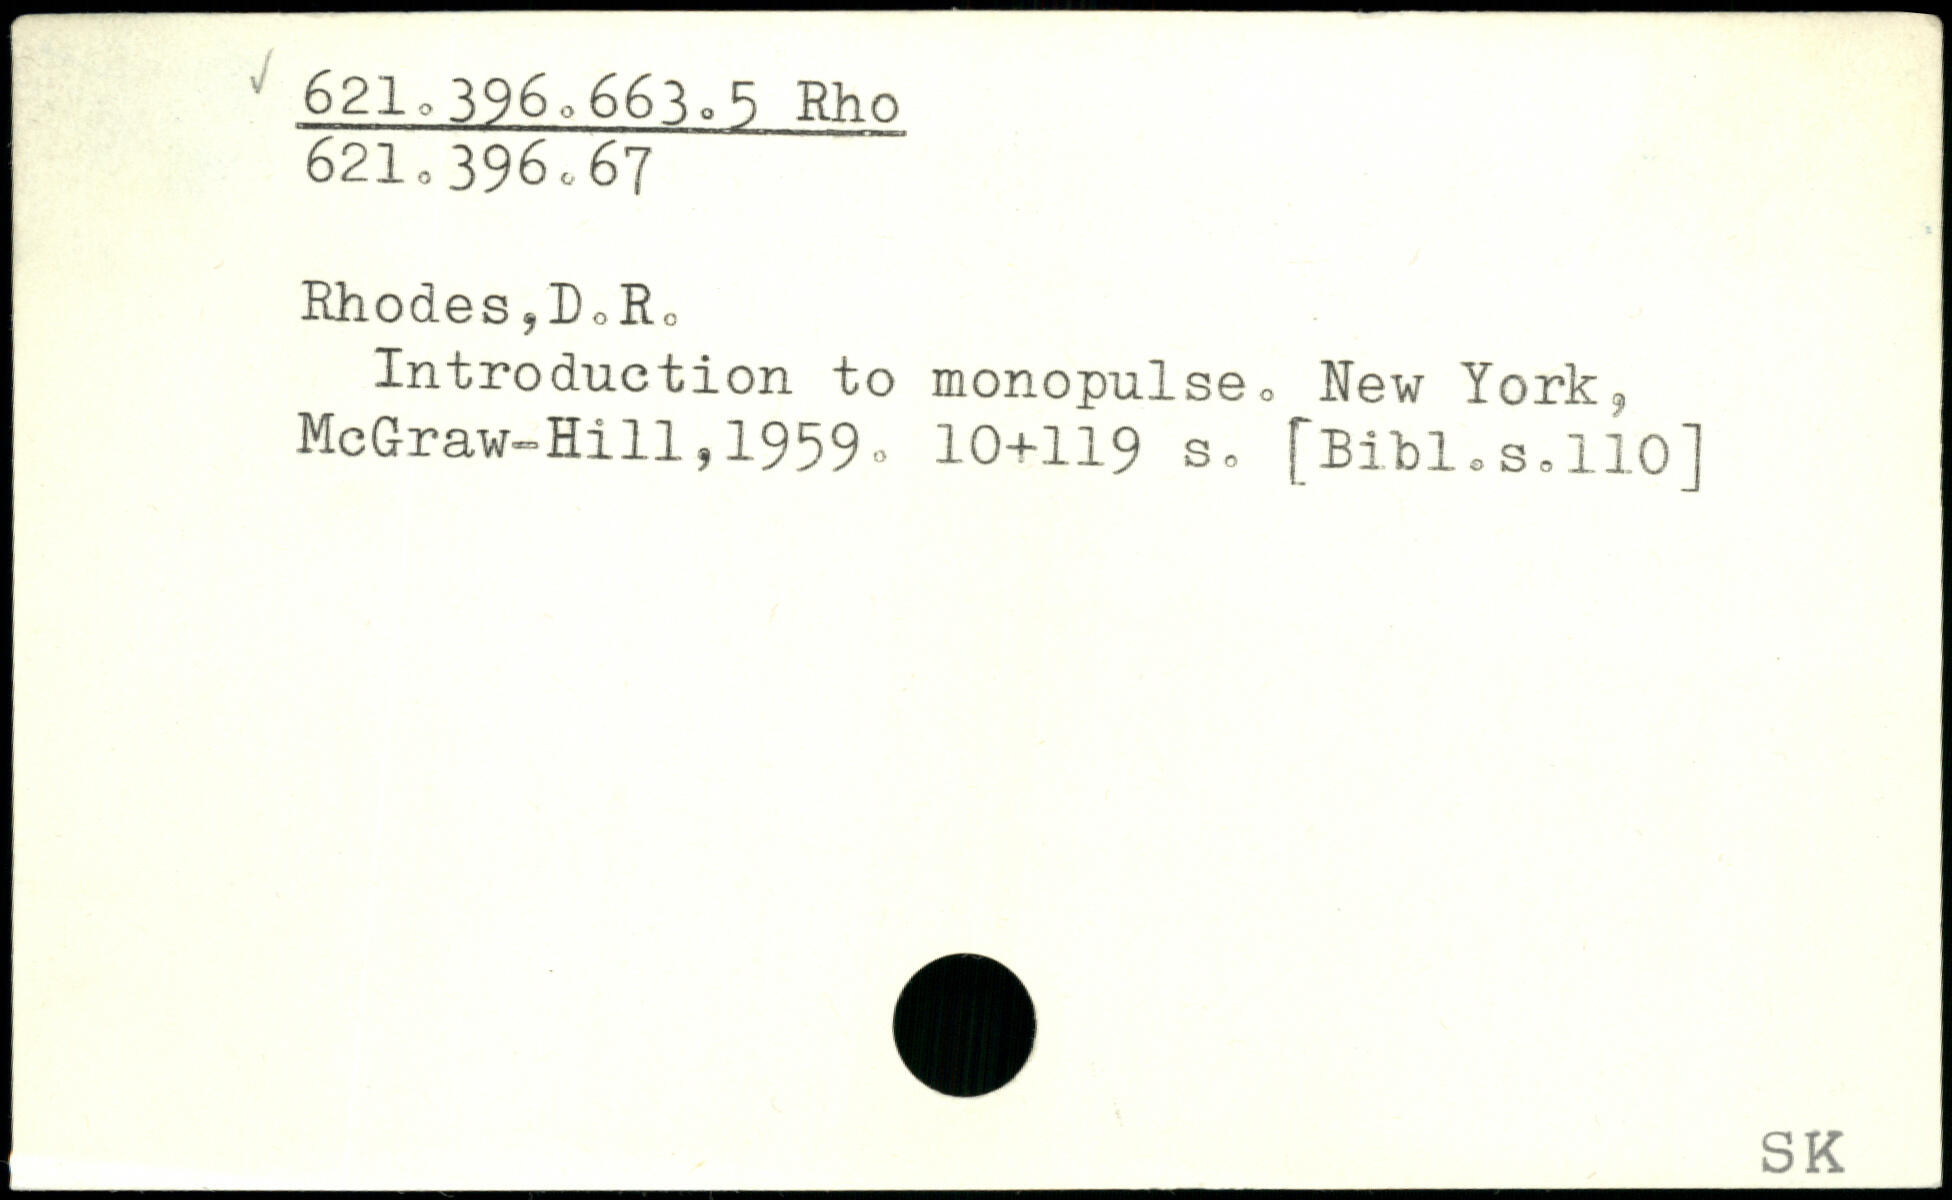 621.396.663.5 Rho
621.396.67
Rhodes,D.R.
Introduction to monopulse. New York,
McGraw-Hill,1959. 10+119 s. [Bibl.s.110]
SK